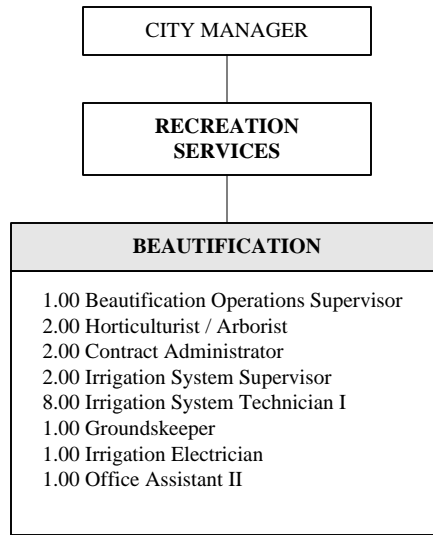 CITY MANAGER
RECREATION
SERVICES
BEAUTIFICATION
1.00 Beautification Operations Supervisor
2.00 Horticulturist / Arborist
2.00 Contract Administrator
2.00 Irrigation System Supervisor
8.00 Irrigation System Technician I
1.00 Groundskeeper
1.00 Irrigation Electrician
1.00 Office Assistant II